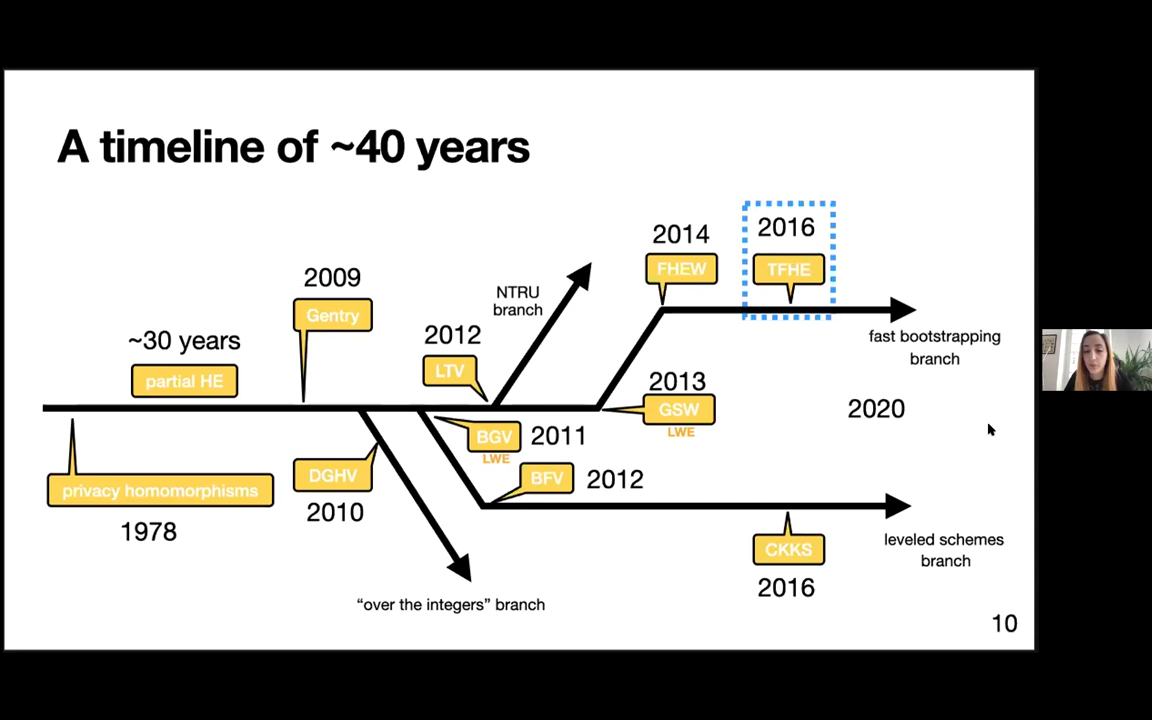 A timeline of ~40 years
2016
TFHE
2014
FHEW
2009
Gentry
NTRU
branch
2012
LTV
~30 years
partial HE
fast bootstrapping
branch
2013
GSW
LWE
2020
BGV
LWE
2011
BFV
2012
DGHV
2010
privacy homomorphisms
1978
leveled schemes
branch
CKKS
2016
“over the integers” branch
10